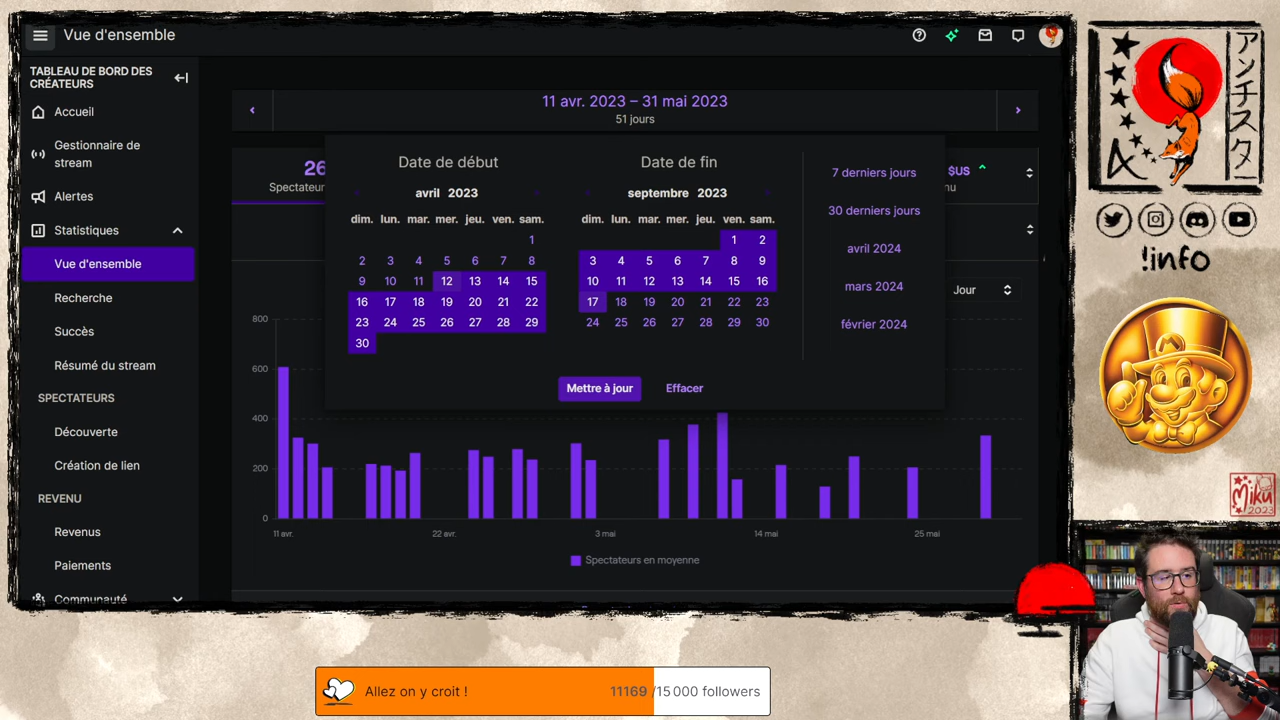 Vue d'ensemble
TABLEAU DE BORD DES
CRÉATEURS
Accueil
Gestionnaire de
stream
Alertes
Statistiques
Vue d'ensemble
Recherche
Succès
Résumé du stream
SPECTATEURS
Découverte
Création de lien
REVENU
Revenus
Paiements
Communauté
11 avr. 2023 – 31 mai 2023
51 jours
26
Spectateur
$US
nu
Date de début
avril 2023
dim. lun. mar. mer. jeu. ven. sam.
1
2 3 4 5 6 7 8
9 10 11 12 13 14 15
16 17 18 19 20 21 22
23 24 25 26 27 28 29
30
Date de fin
septembre 2023
dim. lun. mar. mer. jeu. ven. sam.
1 2
3 4 5 6 7 8 9
10 11 12 13 14 15 16
17 18 19 20 21 22 23
24 25 26 27 28 29 30
7 derniers jours
30 derniers jours
avril 2024
mars 2024
février 2024
Mettre à jour
Effacer
Jour
800
600
400
200
0
11 avr.
22 avr.
3 mai
14 mai
25 mai
Spectateurs en moyenne
アンチスター
!info
M
Miku
2023
Allez on y croit !
11169 /15 000 followers